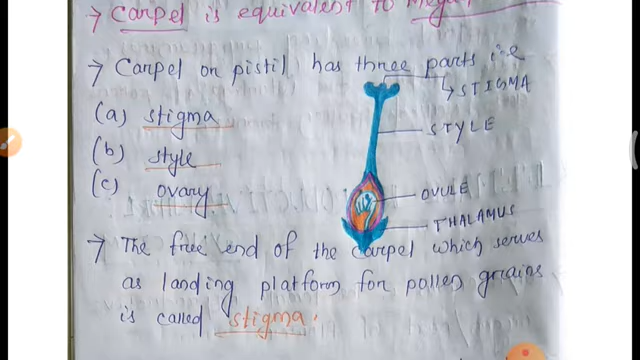 → Carpel is equivalent to Mega
→ Carpel or pistil has three parts i.e
STIGMA
(a) stigma
STYLE
(b) style
(c) ovary
OVULE
THALAMUS
→ The free end of the carpel which serves
as landing platform for pollen grains
is called stigma.